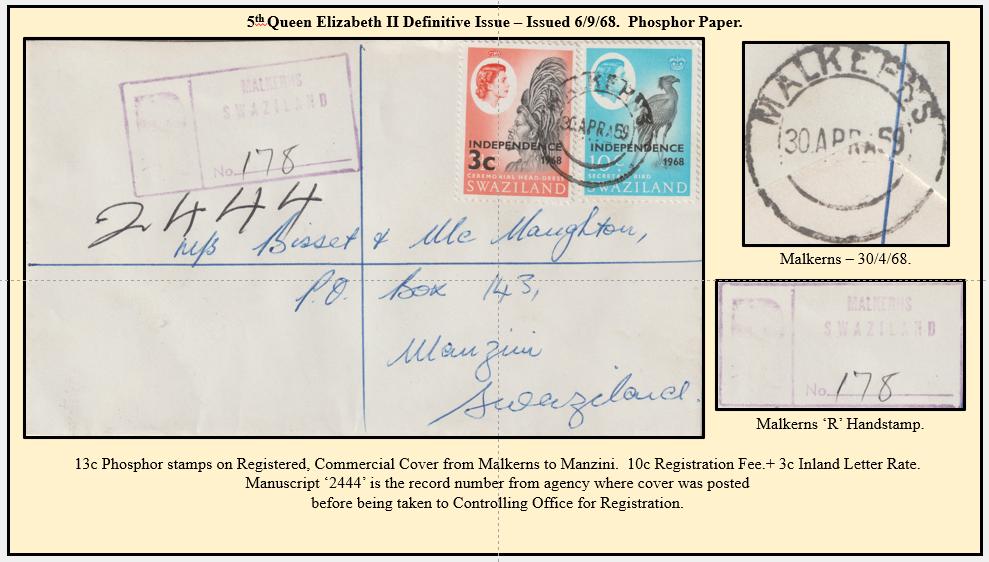 5th Queen Elizabeth II Definitive Issue – Issued 6/9/68. Phosphor Paper.
MALKERNS
SWAZILAND
No. 178
2444
INDEPENDENCE
1968
3c
CEREMONIAL HEAD-DRESS
SWAZILAND
INDEPENDENCE
10c 1968
SECRETARY BIRD
SWAZILAND
30 APR 69
M/s Bisset & Mc Naughton,
P.O. Box 143,
Manzini
Swaziland.
MALKERNS
30 APR 69
Malkerns – 30/4/68.
MALKERNS
SWAZILAND
No. 178
Malkerns ‘R’ Handstamp.
13c Phosphor stamps on Registered, Commercial Cover from Malkerns to Manzini. 10c Registration Fee.+ 3c Inland Letter Rate.
Manuscript ‘2444’ is the record number from agency where cover was posted
before being taken to Controlling Office for Registration.